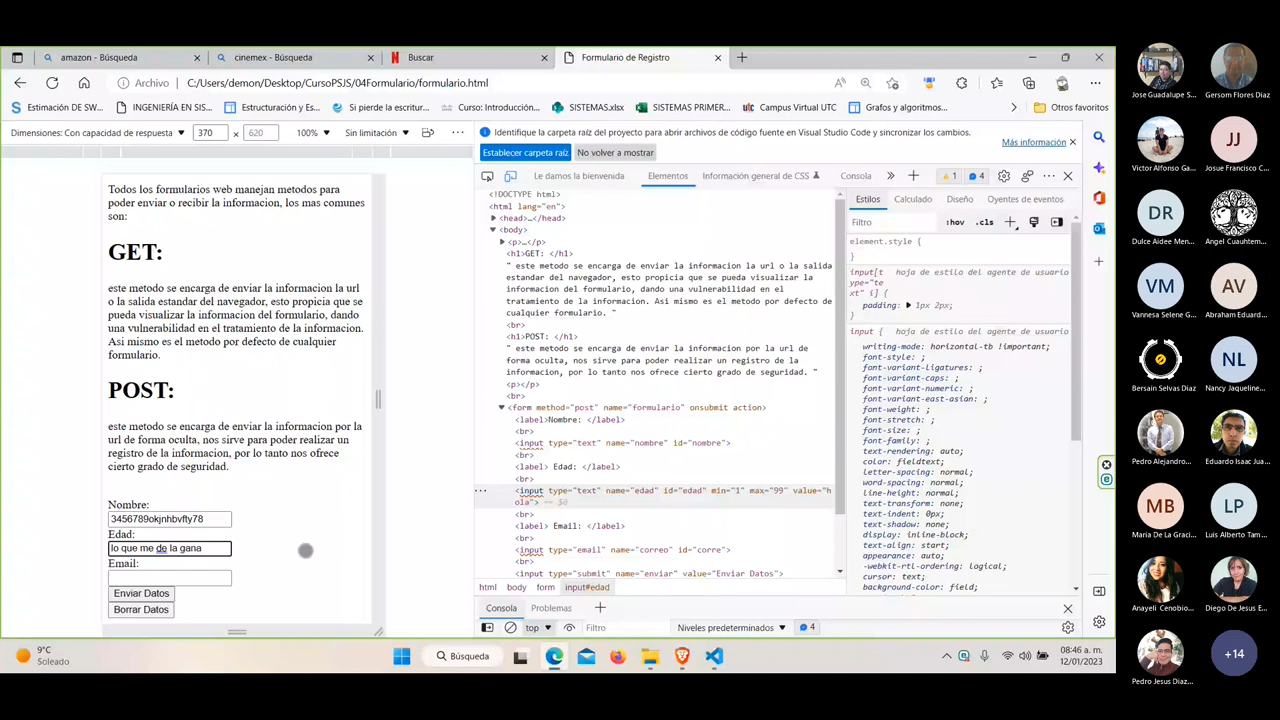 amazon - Búsqueda
cinemex - Búsqueda
Buscar
Formulario de Registro
Archivo
C:/Users/demon/Desktop/CursoPSJS/04Formulario/formulario.html
Estimación DE SW...
INGENIERÍA EN SIS...
Estructuración y Es...
Si pierde la escritur...
Curso: Introducción...
SISTEMAS.xlsx
SISTEMAS PRIMER...
Campus Virtual UTC
Grafos y algoritmos...
Otros favoritos
Dimensiones: Con capacidad de respuesta
370 × 620
100%
Sin limitación
Todos los formularios web manejan metodos para
poder enviar o recibir la informacion, los mas comunes
son:
GET:
este metodo se encarga de enviar la informacion la url
o la salida estandar del navegador, esto propicia que se
pueda visualizar la informacion del formulario, dando
una vulnerabilidad en el tratamiento de la informacion.
Asi mismo es el metodo por defecto de cualquier
formulario.
POST:
este metodo se encarga de enviar la informacion por la
url de forma oculta, nos sirve para poder realizar un
registro de la informacion, por lo tanto nos ofrece
cierto grado de seguridad.
Nombre:
3456789okjnhbvfty78
Edad:
lo que me de la gana
Email:
Enviar Datos
Borrar Datos
Identifique la carpeta raíz del proyecto para abrir archivos de código fuente en Visual Studio Code y sincronizar los cambios.
Más información
Establecer carpeta raíz
No volver a mostrar
Le damos la bienvenida
Elementos
Información general de CSS
Consola
1
4
<!DOCTYPE html>
<html lang="en">
<head>…</head>
<body>
<p>…</p>
<h1>GET: </h1>
" este metodo se encarga de enviar la informacion la url o la salida
estandar del navegador, esto propicia que se pueda visualizar la
informacion del formulario, dando una vulnerabilidad en el
tratamiento de la informacion. Asi mismo es el metodo por defecto de
cualquier formulario. "
<br>
<h1>POST: </h1>
" este metodo se encarga de enviar la informacion por la url de
forma oculta, nos sirve para poder realizar un registro de la
informacion, por lo tanto nos ofrece cierto grado de seguridad. "
<p></p>
<br>
<form method="post" name="formulario" onsubmit action>
<label>Nombre: </label>
<br>
<input type="text" name="nombre" id="nombre">
<br>
<label> Edad: </label>
<br>
<input type="text" name="edad" id="edad" min="1" max="99" value="h
ola"> == $0
<br>
<label> Email: </label>
<br>
<input type="email" name="correo" id="corre">
<br>
<input type="submit" name="enviar" value="Enviar Datos">
html
body
form
input#edad
Estilos
Calculado
Diseño
Oyentes de eventos
Filtro
:hov
.cls
element.style {
}
input[t hoja de estilo del agente de usuario
ype="te
xt" i] {
padding: 1px 2px;
}
input { hoja de estilo del agente de usuario
writing-mode: horizontal-tb !important;
font-style: ;
font-variant-ligatures: ;
font-variant-caps: ;
font-variant-numeric: ;
font-variant-east-asian: ;
font-weight: ;
font-stretch: ;
font-size: ;
font-family: ;
text-rendering: auto;
color: fieldtext;
letter-spacing: normal;
word-spacing: normal;
line-height: normal;
text-transform: none;
text-indent: 0px;
text-shadow: none;
display: inline-block;
text-align: start;
appearance: auto;
-webkit-rtl-ordering: logical;
cursor: text;
background-color: field;
Consola
Problemas
top
Filtro
Niveles predeterminados
4
9°C
Soleado
Búsqueda
08:46 a. m.
12/01/2023
Jose Guadalupe S...
Gersom Flores Diaz
Victor Alfonso Ga...
JJ
Josue Francisco C...
DR
Dulce Aidee Men...
Angel Cuauhtem...
VM
Vannesa Selene G...
AV
Abraham Eduard...
Bersain Selvas Diaz
NL
Nancy Jaqueline...
Pedro Alejandro...
Eduardo Isaac Jua...
MB
Maria De La Graci...
LP
Luis Alberto Tam...
Anayeli Cenobio...
Diego De Jesus E...
Pedro Jesus Diaz...
+14